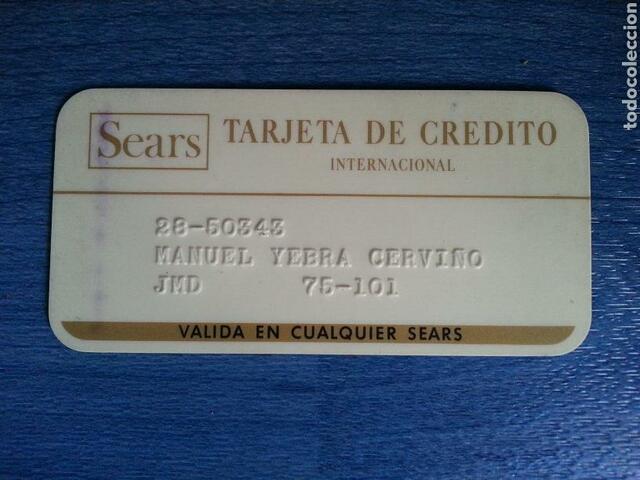 Sears
TARJETA DE CREDITO
INTERNACIONAL
28-50343
MANUEL YEBRA CERVIÑO
JMD 75-101
VALIDA EN CUALQUIER SEARS
todocoleccion